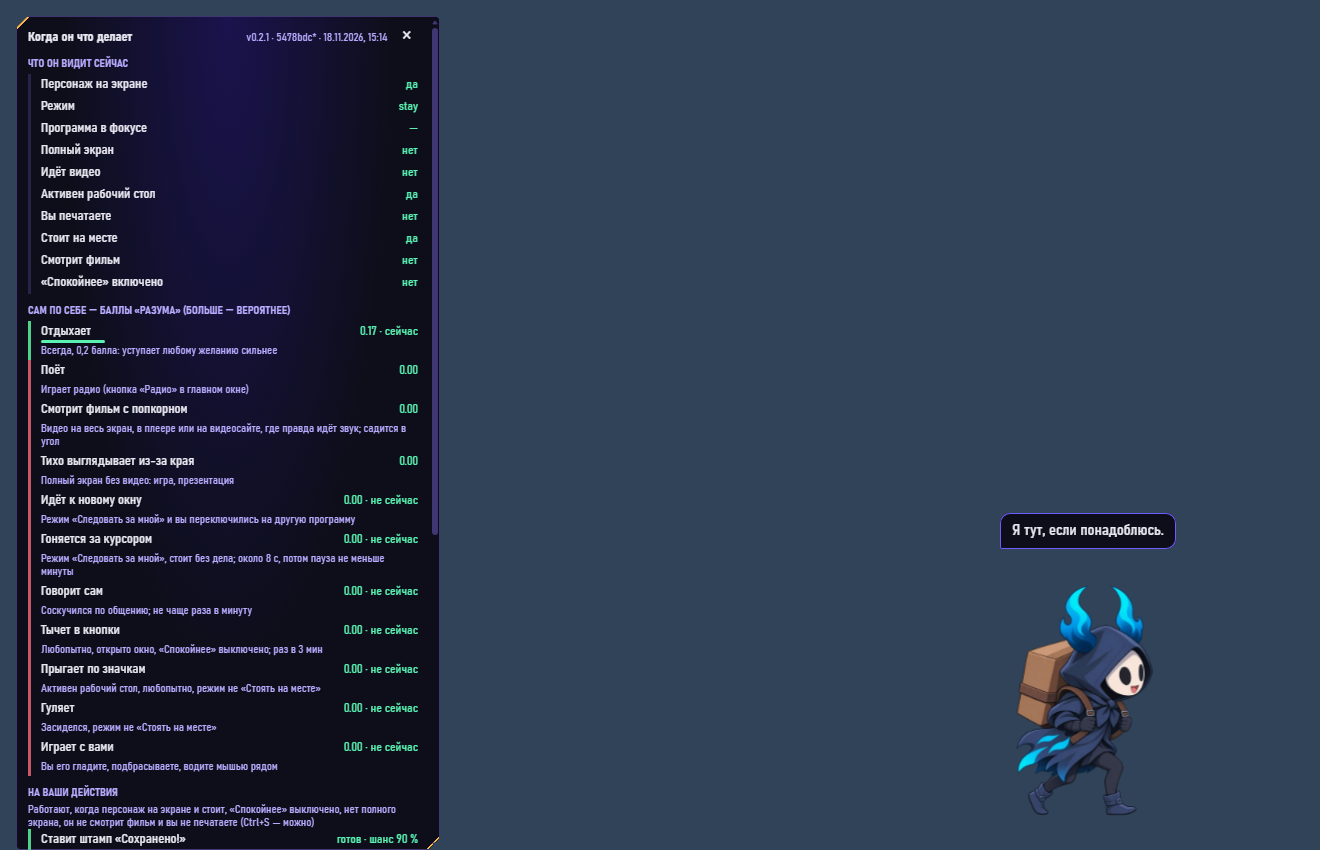 Когда он что делает
v0.2.1 · 5478bdc* · 18.11.2026, 15:14 ✕
ЧТО ОН ВИДИТ СЕЙЧАС
Персонаж на экране да
Режим stay
Программа в фокусе —
Полный экран нет
Идёт видео нет
Активен рабочий стол да
Вы печатаете нет
Стоит на месте да
Смотрит фильм нет
«Спокойнее» включено нет
САМ ПО СЕБЕ — БАЛЛЫ «РАЗУМА» (БОЛЬШЕ — ВЕРОЯТНЕЕ)
Отдыхает 0.17 · сейчас
Всегда, 0,2 балла: уступает любому желанию сильнее
Поёт 0.00
Играет радио (кнопка «Радио» в главном окне)
Смотрит фильм с попкорном 0.00
Видео на весь экран, в плеере или на видеосайте, где правда идёт звук; садится в
угол
Тихо выглядывает из-за края 0.00
Полный экран без видео: игра, презентация
Идёт к новому окну 0.00 · не сейчас
Режим «Следовать за мной» и вы переключились на другую программу
Гоняется за курсором 0.00 · не сейчас
Режим «Следовать за мной», стоит без дела; около 8 с, потом пауза не меньше
минуты
Говорит сам 0.00 · не сейчас
Соскучился по общению; не чаще раза в минуту
Тычет в кнопки 0.00 · не сейчас
Любопытно, открыто окно, «Спокойнее» выключено; раз в 3 мин
Прыгает по значкам 0.00 · не сейчас
Активен рабочий стол, любопытно, режим не «Стоять на месте»
Гуляет 0.00 · не сейчас
Засиделся, режим не «Стоять на месте»
Играет с вами 0.00 · не сейчас
Вы его гладите, подбрасываете, водите мышью рядом
НА ВАШИ ДЕЙСТВИЯ
Работают, когда персонаж на экране и стоит, «Спокойнее» выключено, нет полного
экрана, он не смотрит фильм и вы не печатаете (Ctrl+S — можно)
Ставит штамп «Сохранено!» готов · шанс 90 %
Я тут, если понадоблюсь.